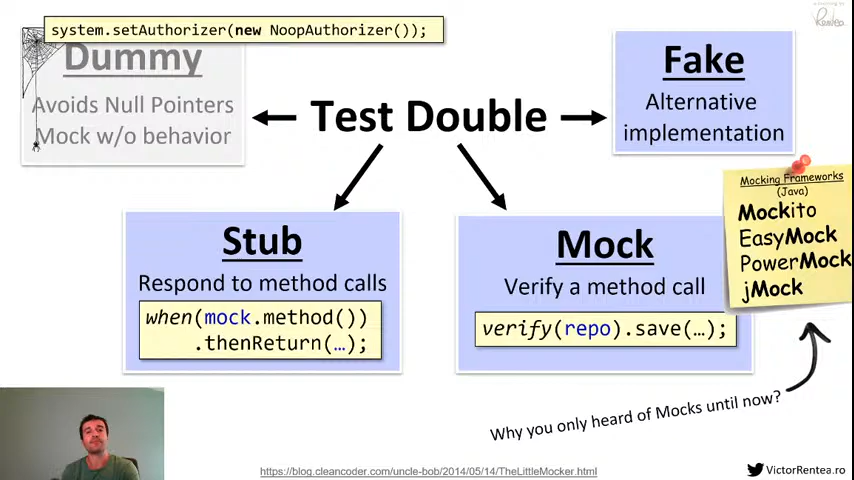 system.setAuthorizer(new NoopAuthorizer());
Dummy
Avoids Null Pointers
Mock w/o behavior
Test Double
Fake
Alternative
implementation
Mocking Frameworks
(Java)
Mockito
EasyMock
PowerMock
jMock
Stub
Respond to method calls
when(mock.method())
.thenReturn(…);
Mock
Verify a method call
verify(repo).save(…);
Why you only heard of Mocks until now?
https://blog.cleancoder.com/uncle-bob/2014/05/14/TheLittleMocker.html
VictorRentea.ro